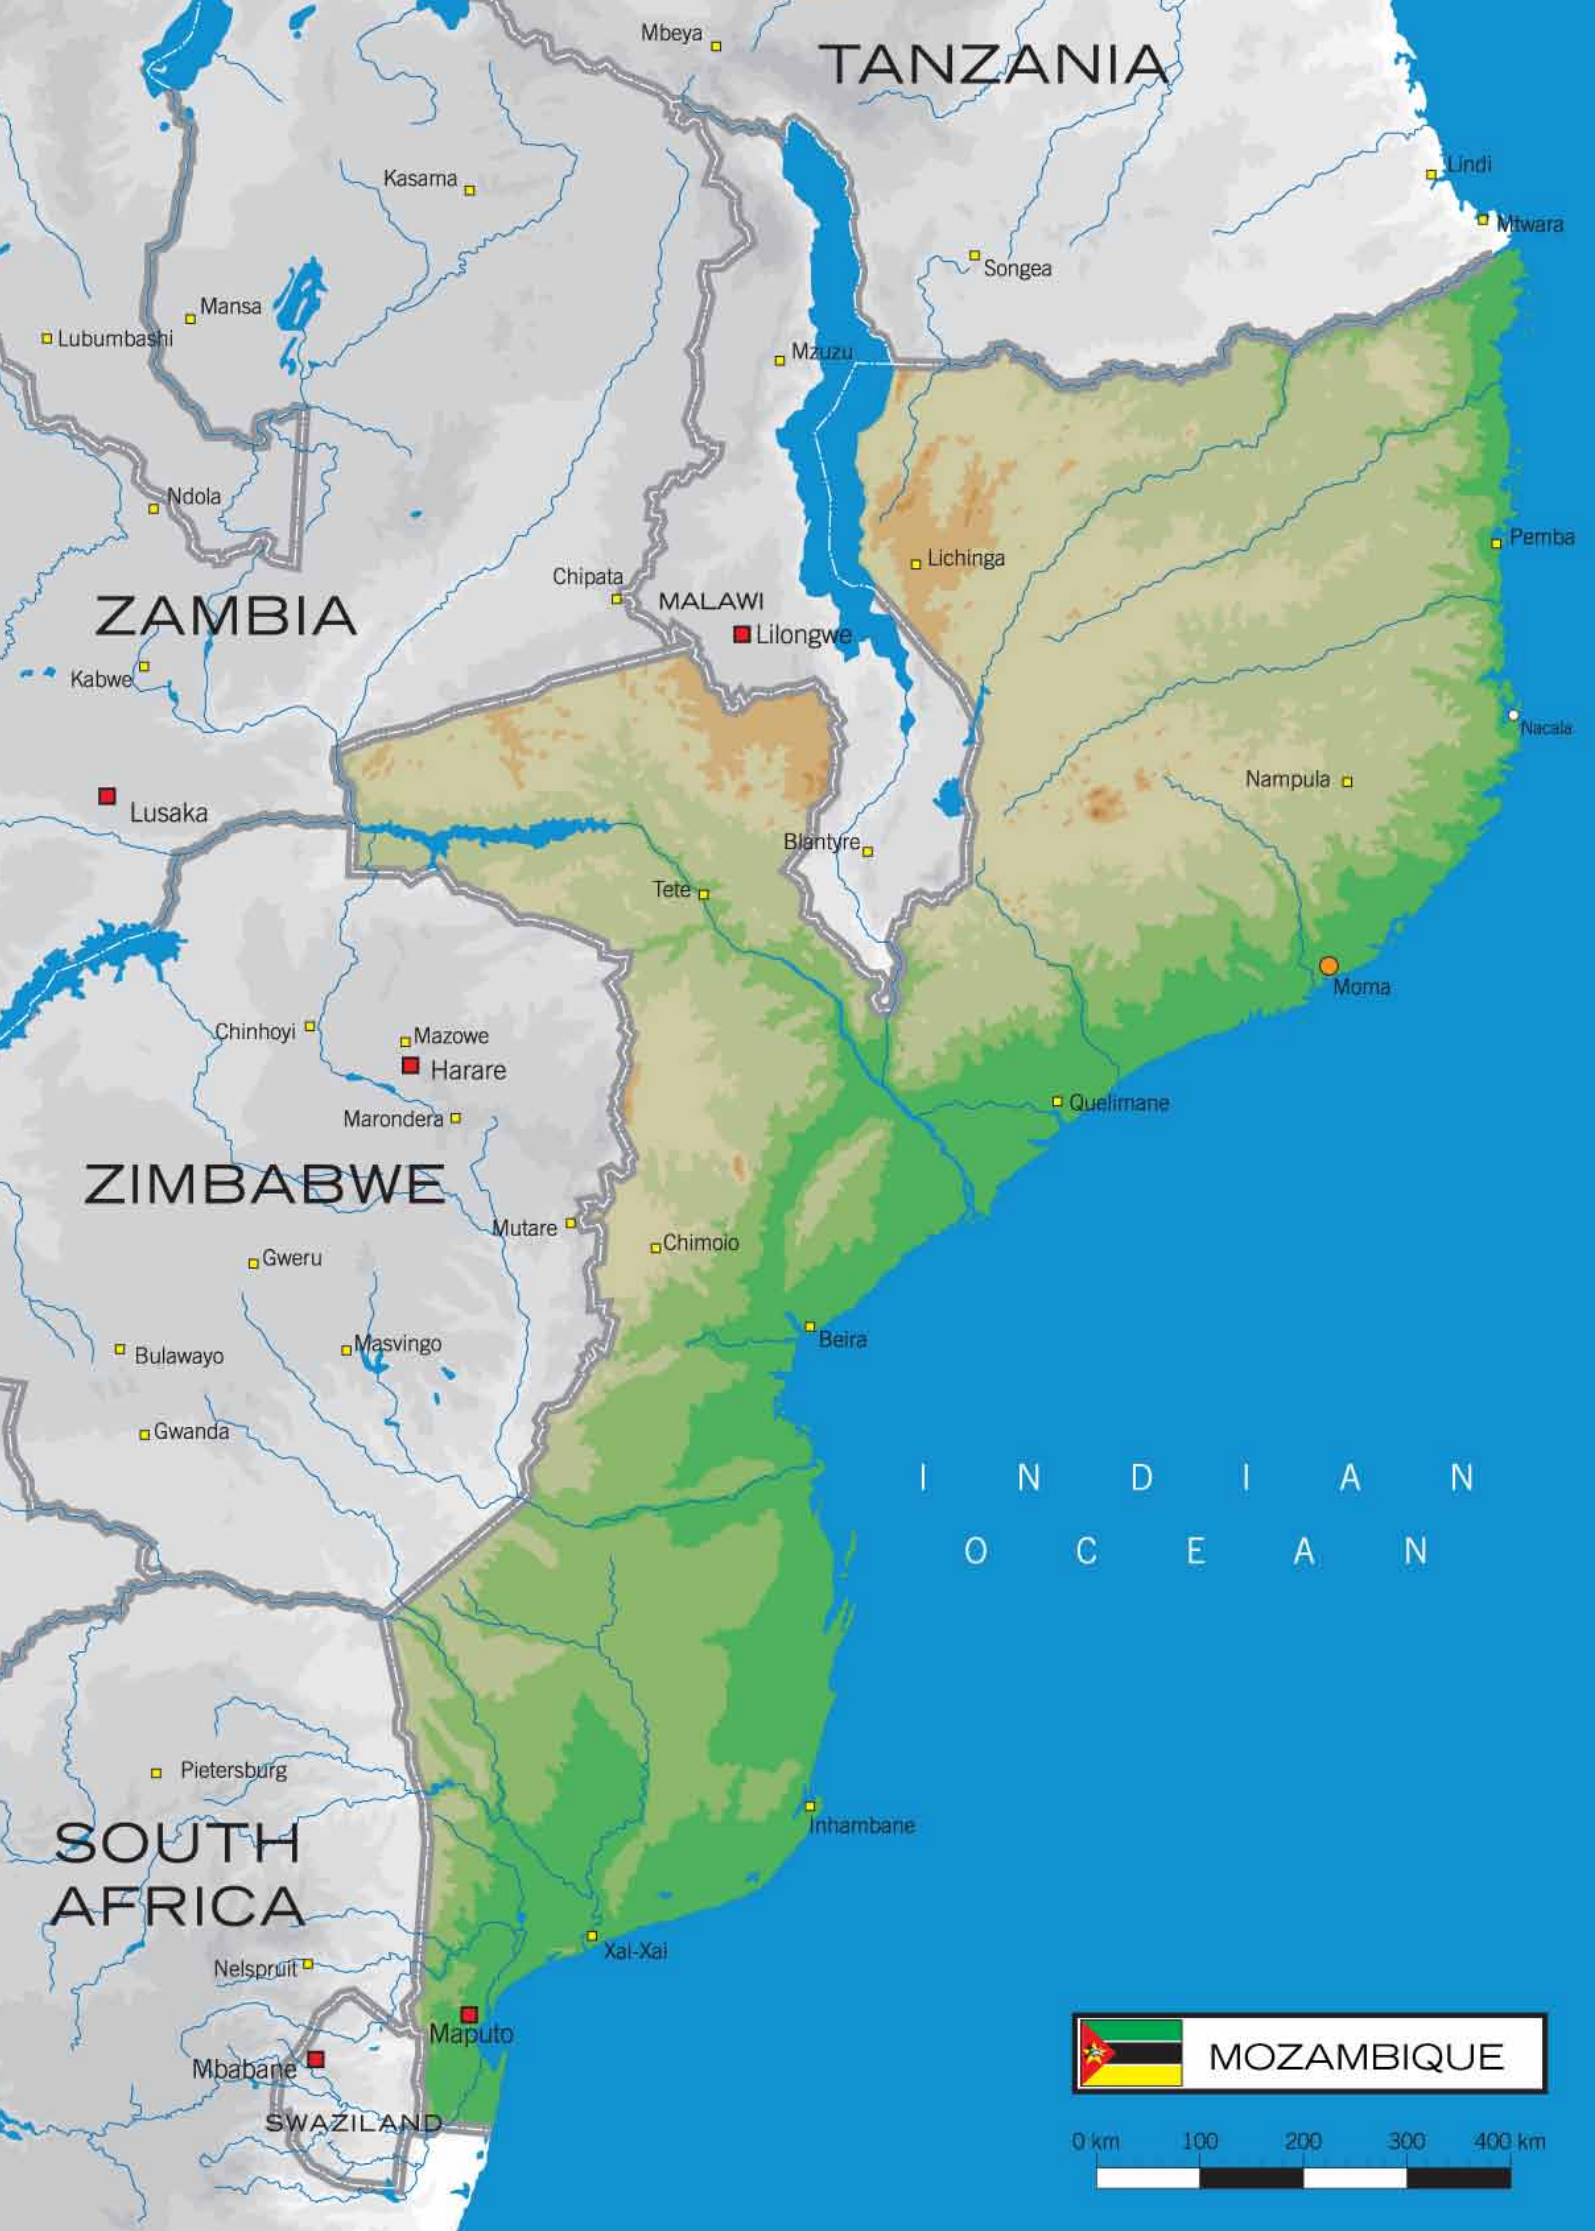 Mbeya
TANZANIA
Lindi
Kasama
Mtwara
Songea
Mansa
Lubumbashi
Mzuzu
Ndola
Pemba
Lichinga
Chipata
MALAWI
ZAMBIA
Lilongwe
Kabwe
Nacala
Nampula
Lusaka
Blantyre
Tete
Moma
Chinhoyi
Mazowe
Harare
Quelimane
Marondera
ZIMBABWE
Mutare
Chimoio
Gweru
Beira
Masvingo
Bulawayo
Gwanda
INDIAN
OCEAN
Pietersburg
Inhambane
SOUTH
AFRICA
Xai-Xai
Nelspruit
Maputo
MOZAMBIQUE
Mbabane
SWAZILAND
0 km 100 200 300 400 km